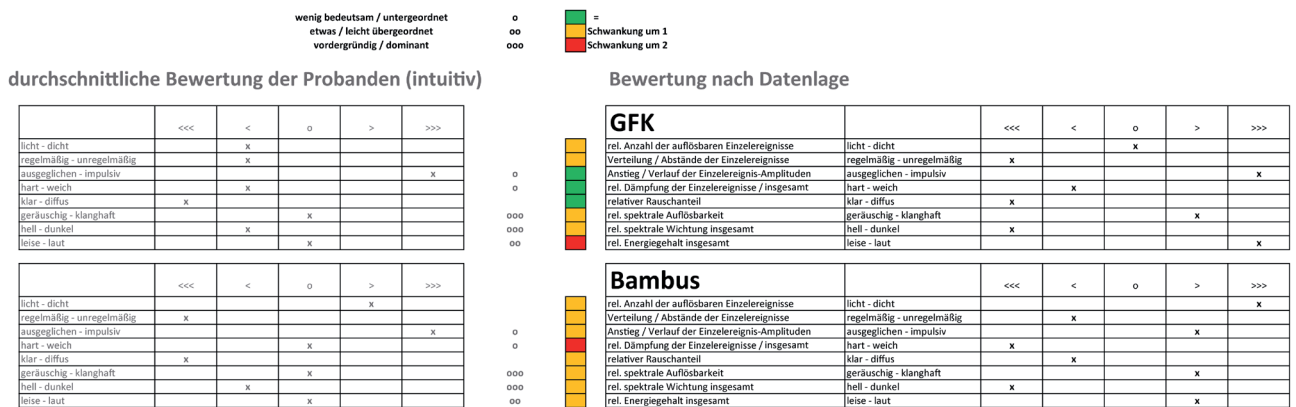 wenig bedeutsam / untergeordnet o =
etwas / leicht übergeordnet oo Schwankung um 1
vordergründig / dominant ooo Schwankung um 2
durchschnittliche Bewertung der Probanden (intuitiv) Bewertung nach Datenlage
<<< < o > >>> GFK <<< < o > >>>
licht - dicht x rel. Anzahl der auflösbaren Einzelereignisse licht - dicht x
regelmäßig - unregelmäßig x Verteilung / Abstände der Einzelereignisse regelmäßig - unregelmäßig x
ausgeglichen - impulsiv x o Anstieg / Verlauf der Einzelereignis-Amplituden ausgeglichen - impulsiv x
hart - weich x o rel. Dämpfung der Einzelereignisse / insgesamt hart - weich x
klar - diffus x relativer Rauschanteil klar - diffus x
geräuschig - klanghaft x ooo rel. spektrale Auflösbarkeit geräuschig - klanghaft x
hell - dunkel x ooo rel. spektrale Wichtung insgesamt hell - dunkel x
leise - laut x oo rel. Energiegehalt insgesamt leise - laut x
<<< < o > >>> Bambus <<< < o > >>>
licht - dicht x rel. Anzahl der auflösbaren Einzelereignisse licht - dicht x
regelmäßig - unregelmäßig x Verteilung / Abstände der Einzelereignisse regelmäßig - unregelmäßig x
ausgeglichen - impulsiv x o Anstieg / Verlauf der Einzelereignis-Amplituden ausgeglichen - impulsiv x
hart - weich x o rel. Dämpfung der Einzelereignisse / insgesamt hart - weich x
klar - diffus x relativer Rauschanteil klar - diffus x
geräuschig - klanghaft x ooo rel. spektrale Auflösbarkeit geräuschig - klanghaft x
hell - dunkel x ooo rel. spektrale Wichtung insgesamt hell - dunkel x
leise - laut x oo rel. Energiegehalt insgesamt leise - laut x